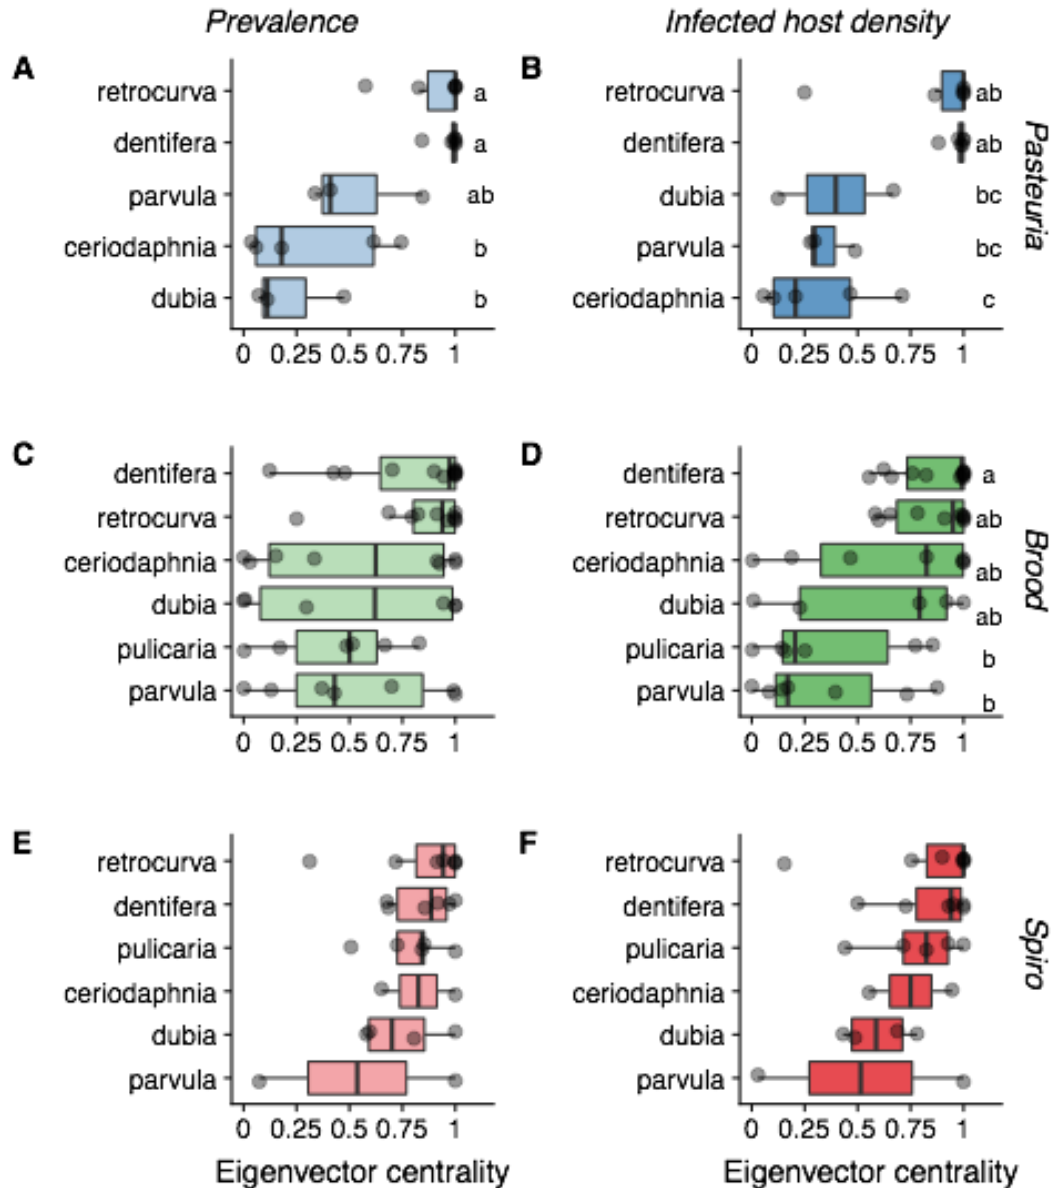 Prevalence
Infected host density
A
retrocurva
a
dentifera
a
parvula
ab
ceriodaphnia
b
dubia
b
0 0.25 0.5 0.75 1
B
retrocurva
ab
dentifera
ab
dubia
bc
parvula
bc
ceriodaphnia
c
0 0.25 0.5 0.75 1
Pasteuria
C
dentifera
retrocurva
ceriodaphnia
dubia
pulicaria
parvula
0 0.25 0.5 0.75 1
D
dentifera
a
retrocurva
ab
ceriodaphnia
ab
dubia
ab
pulicaria
b
parvula
b
0 0.25 0.5 0.75 1
Brood
E
retrocurva
dentifera
pulicaria
ceriodaphnia
dubia
parvula
0 0.25 0.5 0.75 1
Eigenvector centrality
F
retrocurva
dentifera
pulicaria
ceriodaphnia
dubia
parvula
0 0.25 0.5 0.75 1
Eigenvector centrality
Spiro